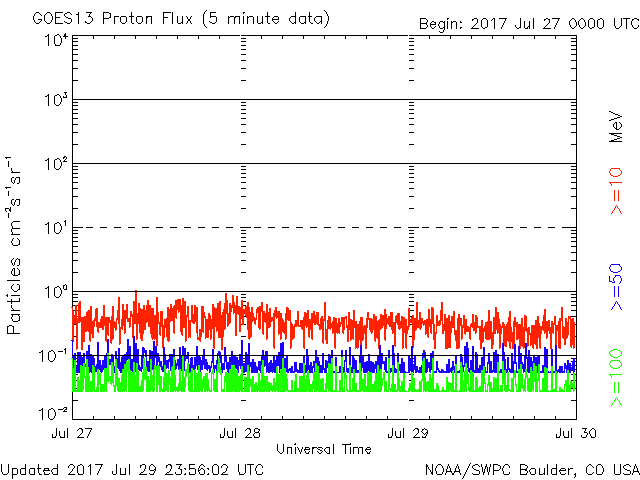 GOES13 Proton Flux (5 minute data)
Begin: 2017 Jul 27 0000 UTC
Particles cm⁻²s⁻¹sr⁻¹
10⁴
10³
10²
10¹
10⁰
10⁻¹
10⁻²
Jul 27 Jul 28 Jul 29 Jul 30
Universal Time
MeV
>=10
>=50
>=100
Updated 2017 Jul 29 23:56:02 UTC
NOAA/SWPC Boulder, CO USA